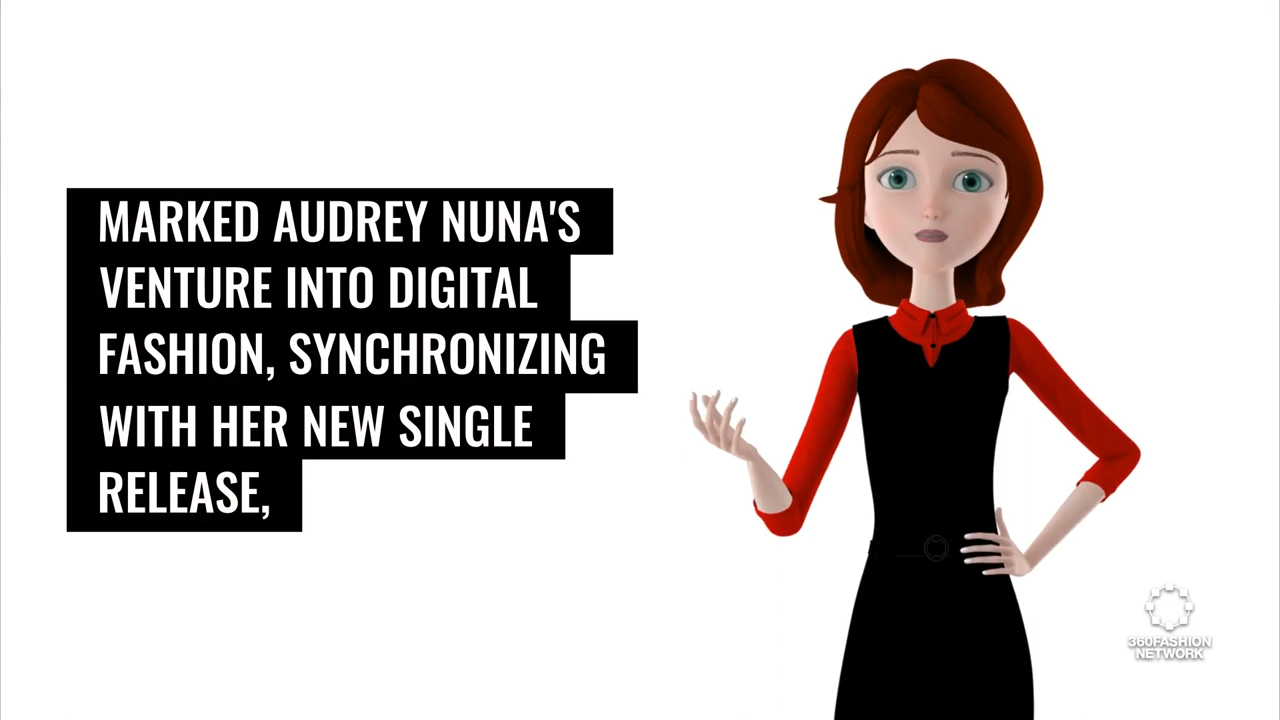 MARKED AUDREY NUNA'S
VENTURE INTO DIGITAL
FASHION, SYNCHRONIZING
WITH HER NEW SINGLE
RELEASE,
360FASHION
NETWORK